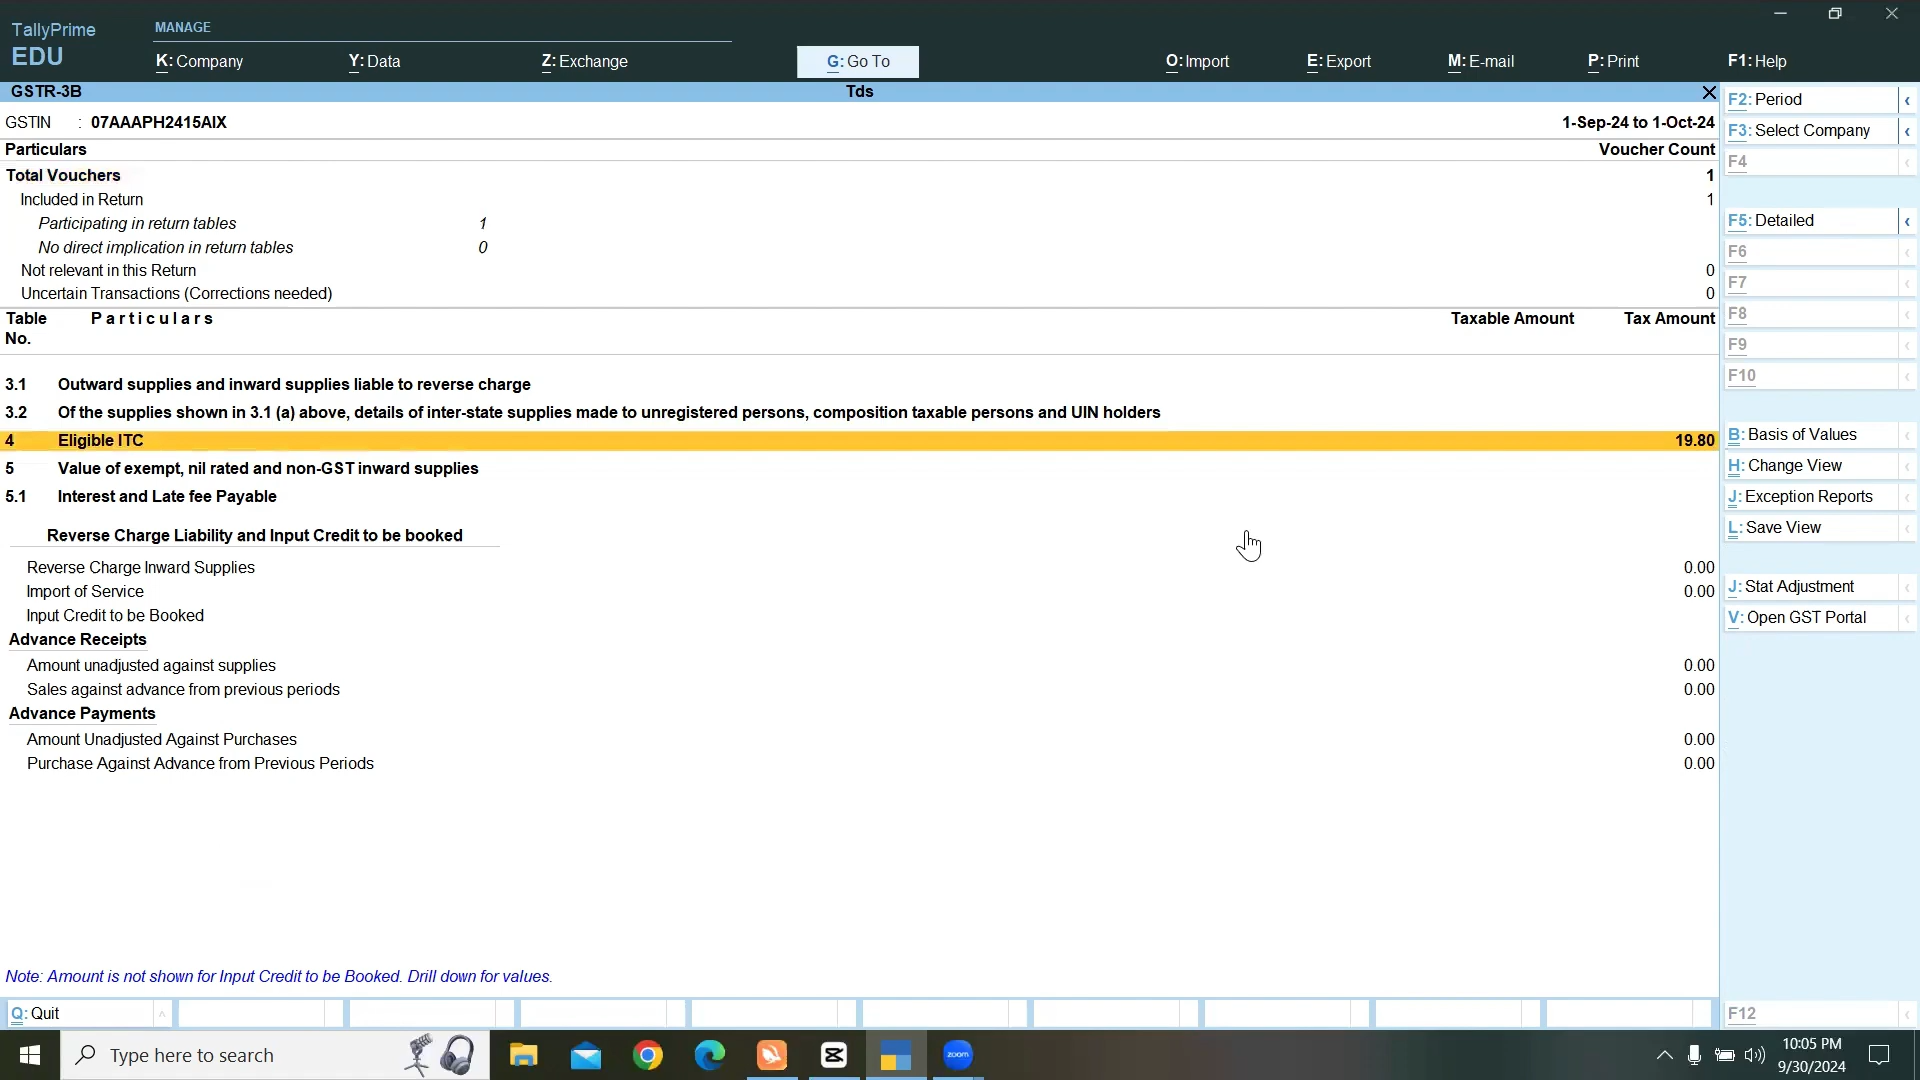 TallyPrime
EDU
MANAGE
K: Company
Y: Data
Z: Exchange
G: Go To
O: Import
E: Export
M: E-mail
P: Print
F1: Help
GSTR-3B Tds
GSTIN : 07AAAPH2415AIX 1-Sep-24 to 1-Oct-24
Particulars Voucher Count
Total Vouchers 1
Included in Return 1
Participating in return tables 1
No direct implication in return tables 0
Not relevant in this Return 0
Uncertain Transactions (Corrections needed) 0
Table No. Particulars Taxable Amount Tax Amount
3.1 Outward supplies and inward supplies liable to reverse charge
3.2 Of the supplies shown in 3.1 (a) above, details of inter-state supplies made to unregistered persons, composition taxable persons and UIN holders
4 Eligible ITC 19.80
5 Value of exempt, nil rated and non-GST inward supplies
5.1 Interest and Late fee Payable
Reverse Charge Liability and Input Credit to be booked
Reverse Charge Inward Supplies 0.00
Import of Service 0.00
Input Credit to be Booked
Advance Receipts
Amount unadjusted against supplies 0.00
Sales against advance from previous periods 0.00
Advance Payments
Amount Unadjusted Against Purchases 0.00
Purchase Against Advance from Previous Periods 0.00
Note: Amount is not shown for Input Credit to be Booked. Drill down for values.
Q: Quit
F2: Period
F3: Select Company
F4
F5: Detailed
F6
F7
F8
F9
F10
B: Basis of Values
H: Change View
J: Exception Reports
L: Save View
J: Stat Adjustment
V: Open GST Portal
F12
Type here to search
zoom
10:05 PM
9/30/2024